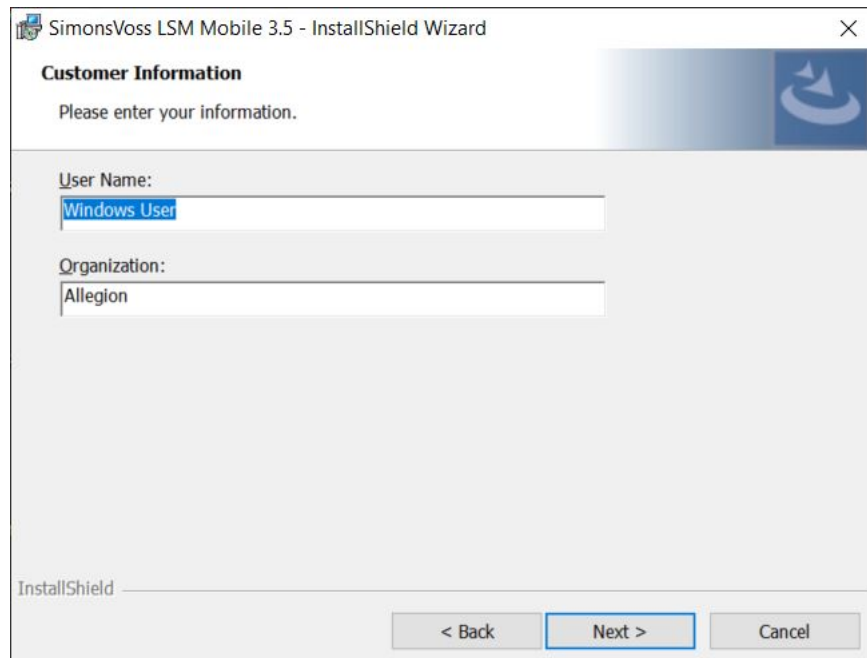 SimonsVoss LSM Mobile 3.5 - InstallShield Wizard
Customer Information
Please enter your information.
User Name:
Windows User
Organization:
Allegion
InstallShield
< Back Next > Cancel